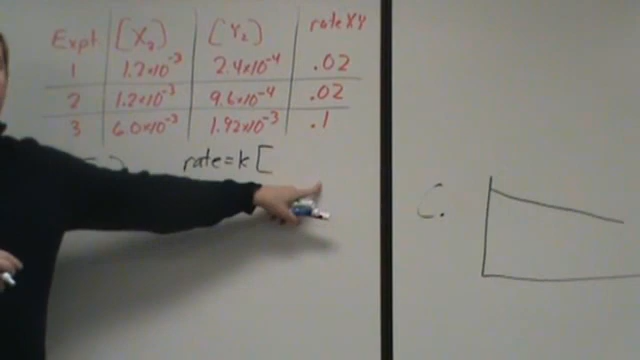 Expt. [X₂] [Y₂] rate XY
1 1.2×10⁻³ 2.4×10⁻⁴ .02
2 1.2×10⁻³ 9.6×10⁻⁴ .02
3 6.0×10⁻³ 1.92×10⁻³ .1
rate=k[
C.